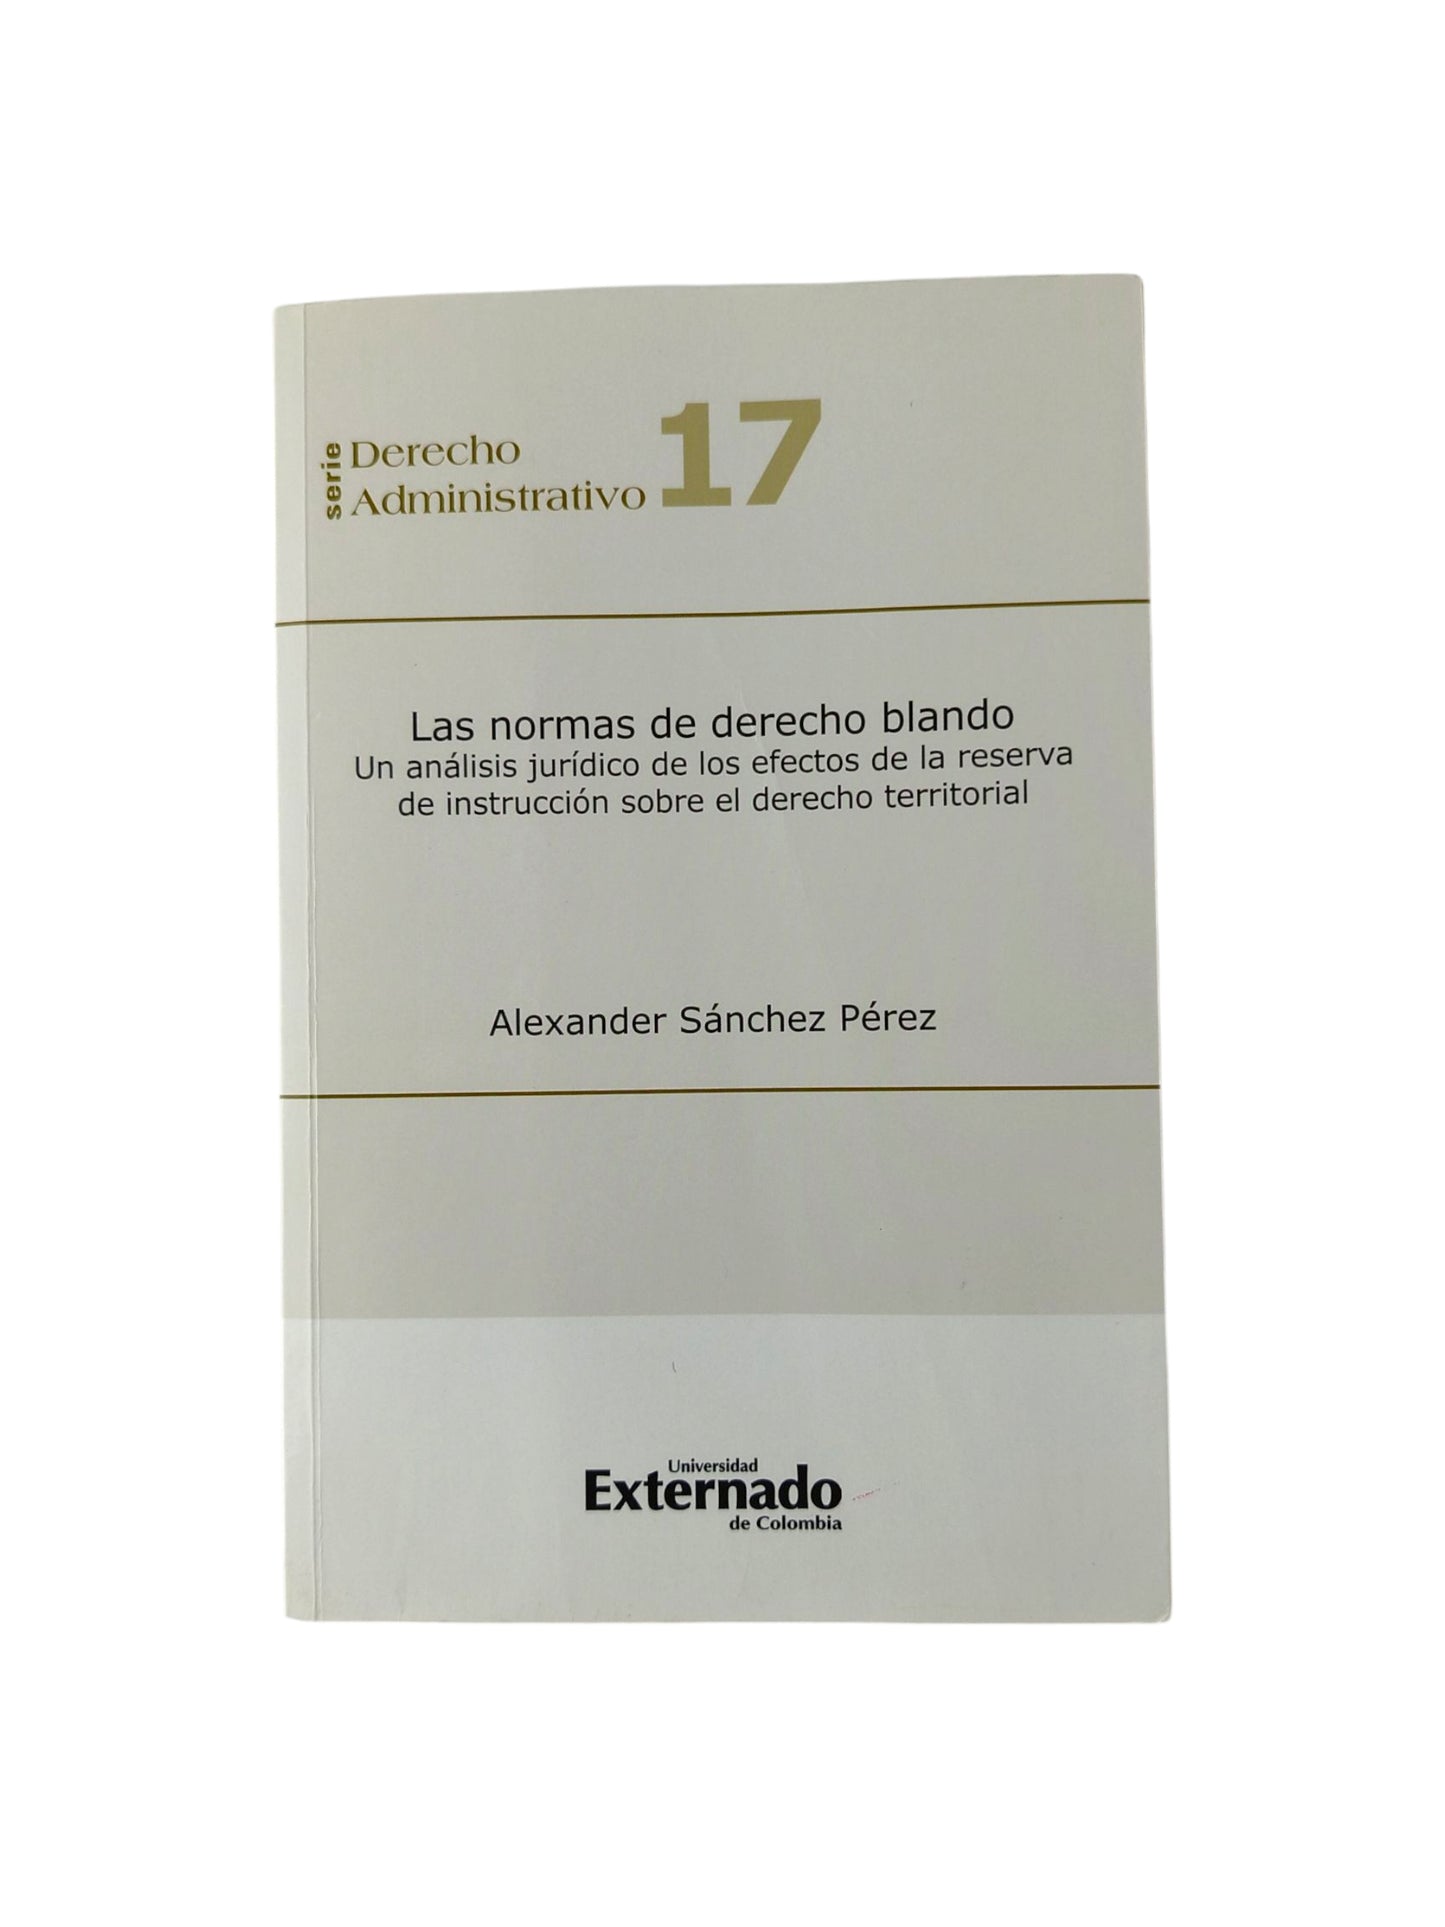 serie
Derecho
Administrativo 17
Las normas de derecho blando
Un análisis jurídico de los efectos de la reserva
de instrucción sobre el derecho territorial
Alexander Sánchez Pérez
Universidad
Externado
de Colombia